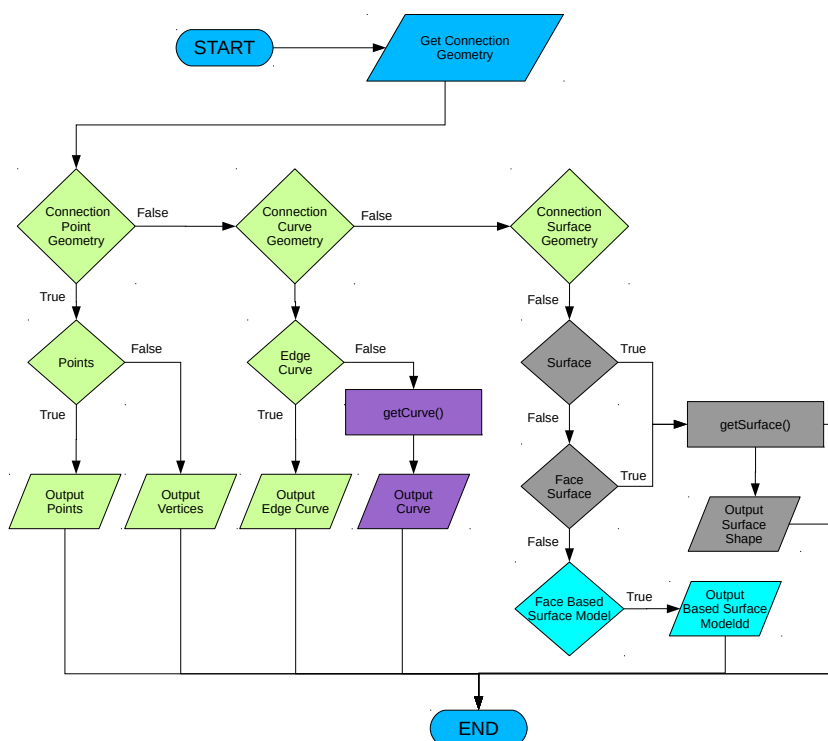 START
Get Connection
Geometry
Connection
Point
Geometry
False
Connection
Curve
Geometry
False
Connection
Surface
Geometry
True
False
Points
False
Edge
Curve
False
Surface
True
True
True
getCurve()
False
getSurface()
Output
Points
Output
Vertices
Output
Edge Curve
Output
Curve
Face
Surface
True
Output
Surface
Shape
False
Face Based
Surface Model
True
Output
Based Surface
Modeldd
END